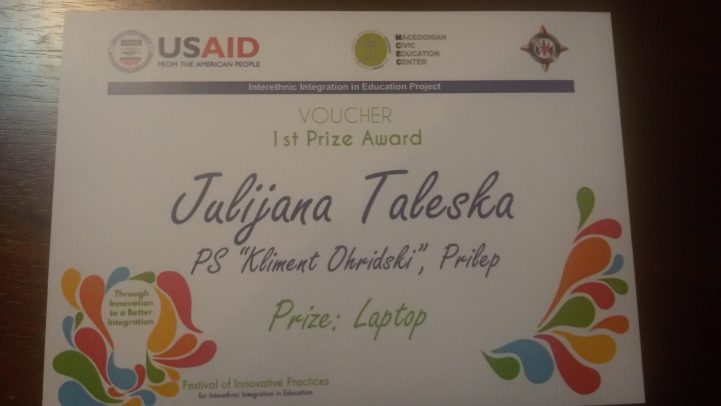 USAID
FROM THE AMERICAN PEOPLE
MACEDONIAN
CIVIC
EDUCATION
CENTER
Interethnic Integration in Education Project
VOUCHER
1st Prize Award
Julijana Taleska
PS "Kliment Ohridski", Prilep
Prize: Laptop
Through
Innovation
to a Better
Integration
Festival of Innovative Practices
for Interethnic Integration in Education